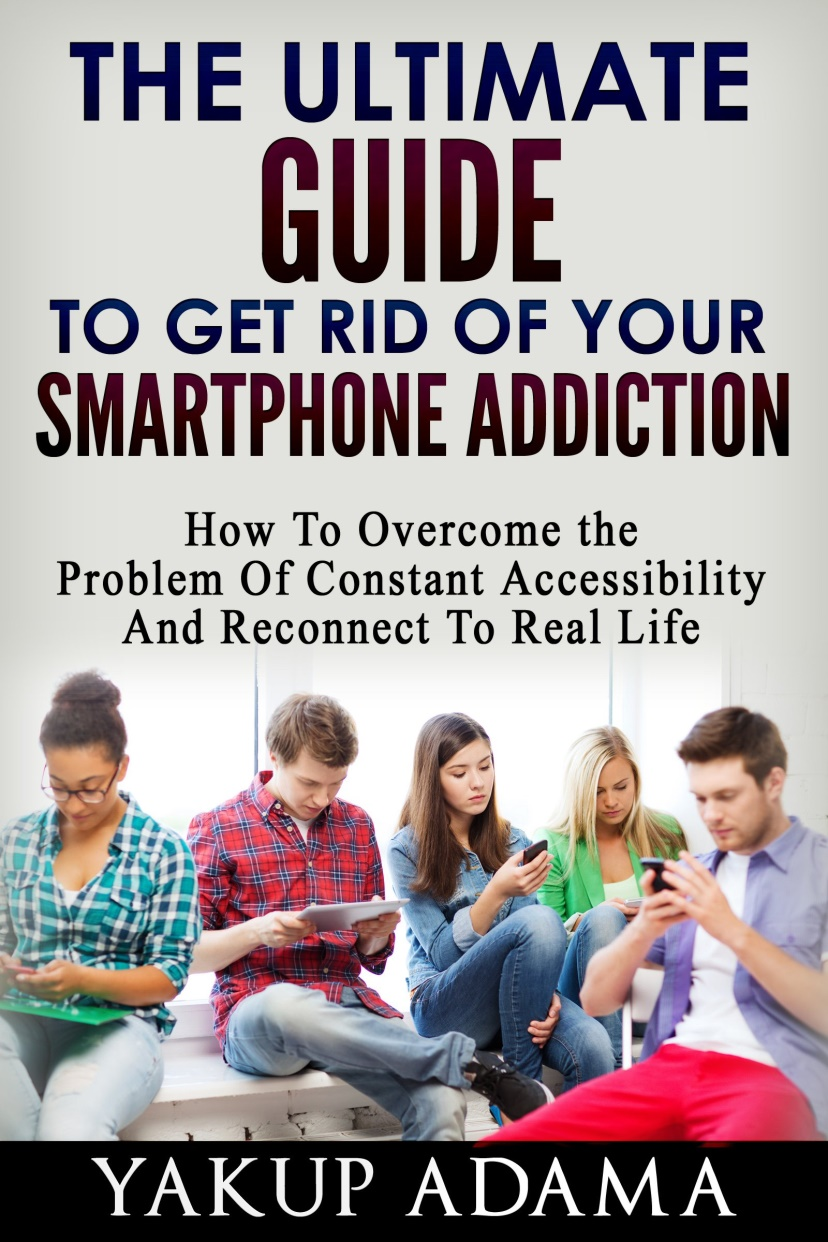 THE ULTIMATE
GUIDE
TO GET RID OF YOUR
SMARTPHONE ADDICTION
How To Overcome the
Problem Of Constant Accessibility
And Reconnect To Real Life
YAKUP ADAMA